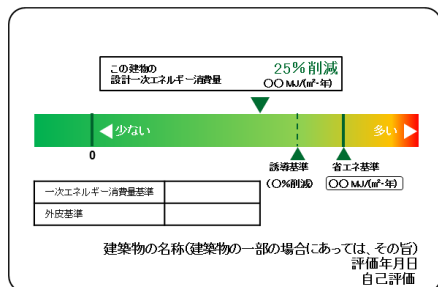 この建物の
設計一次エネルギー消費量
25%削減
〇〇 MJ/(㎡・年)
少ない
多い
0
誘導基準
(〇%削減)
省エネ基準
〇〇 MJ/(㎡・年)
一次エネルギー消費量基準
外皮基準
建築物の名称(建築物の一部の場合にあっては、その旨)
評価年月日
自己評価